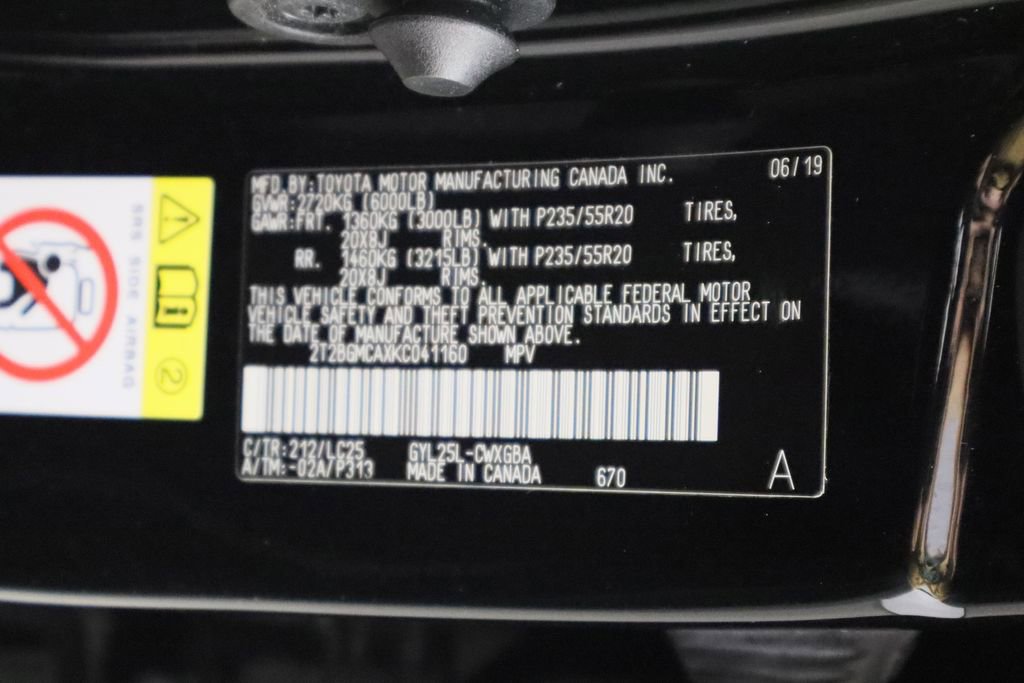 MFD.BY:TOYOTA MOTOR MANUFACTURING CANADA INC. 06/19
GVWR:2720KG (6000LB)
GAWR:FRT. 1360KG (3000LB) WITH P235/55R20 TIRES,
20X8J RIMS.
RR. 1460KG (3215LB) WITH P235/55R20 TIRES,
20X8J RIMS.
THIS VEHICLE CONFORMS TO ALL APPLICABLE FEDERAL MOTOR
VEHICLE SAFETY AND THEFT PREVENTION STANDARDS IN EFFECT ON
THE DATE OF MANUFACTURE SHOWN ABOVE.
2T2BGMCAXKC041160 MPV
C/TR:212/LC25 GYL25L-CWXGBA
A/TM:-02A/P313 MADE IN CANADA 670 A
SRS SIDE AIRBAG
2